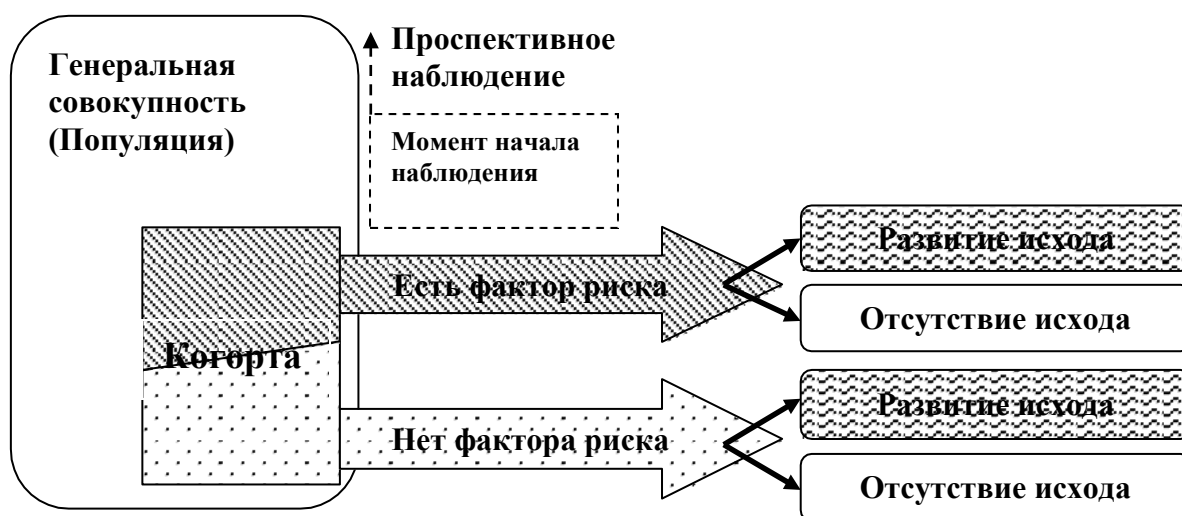 Генеральная
совокупность
(Популяция)
Проспективное
наблюдение
Момент начала
наблюдения
Когорта
Есть фактор риска
Развитие исхода
Отсутствие исхода
Нет фактора риска
Развитие исхода
Отсутствие исхода